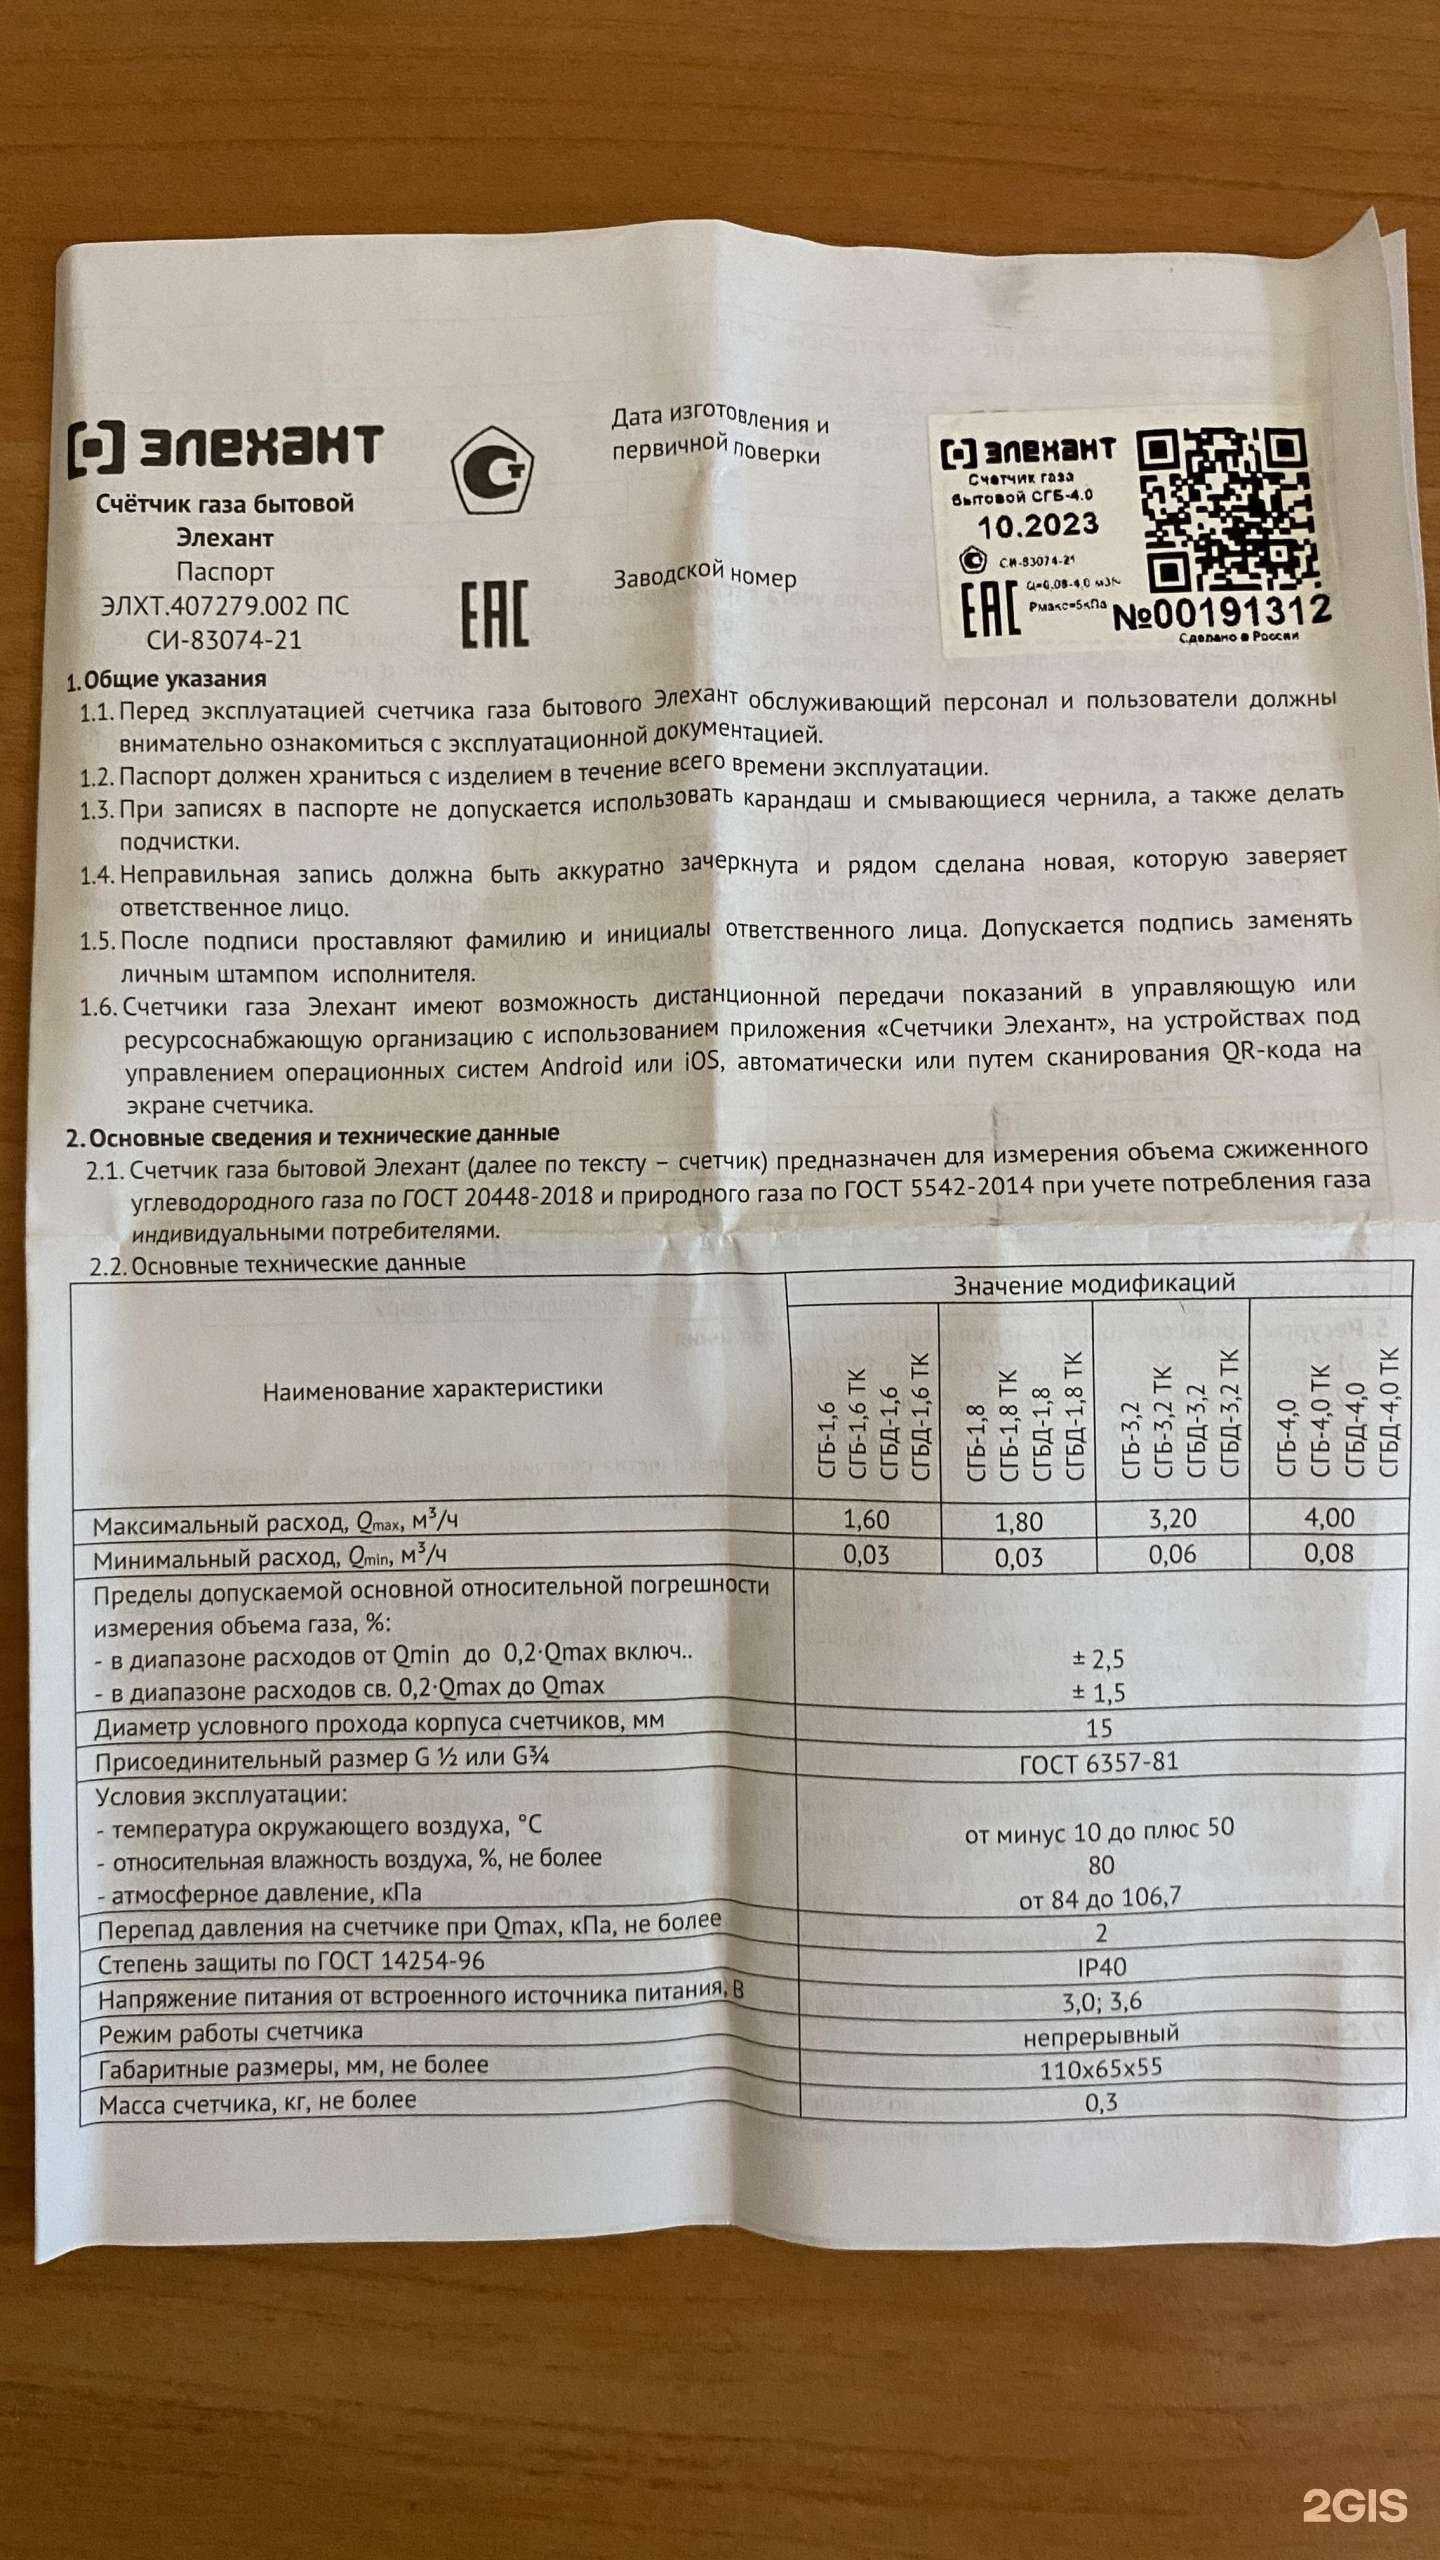 элехант
Счётчик газа бытовой
Элехант
Паспорт
ЭЛХТ.407279.002 ПС
СИ-83074-21
Дата изготовления и
первичной поверки
Заводской номер
ЕАС
элехант
Счетчик газа
бытовой СГБ-4.0
10.2023
СИ-83074-21
Q=0,08-4,0 м3/ч
Рмакс=5кПа
ЕАС
№00191312
Сделано в России
1. Общие указания
1.1. Перед эксплуатацией счетчика газа бытового Элехант обслуживающий персонал и пользователи должны
внимательно ознакомиться с эксплуатационной документацией.
1.2. Паспорт должен храниться с изделием в течение всего времени эксплуатации.
1.3. При записях в паспорте не допускается использовать карандаш и смывающиеся чернила, а также делать
подчистки.
1.4. Неправильная запись должна быть аккуратно зачеркнута и рядом сделана новая, которую заверяет
ответственное лицо.
1.5. После подписи проставляют фамилию и инициалы ответственного лица. Допускается подпись заменять
личным штампом исполнителя.
1.6. Счетчики газа Элехант имеют возможность дистанционной передачи показаний в управляющую или
ресурсоснабжающую организацию с использованием приложения «Счетчики Элехант», на устройствах под
управлением операционных систем Android или iOS, автоматически или путем сканирования QR-кода на
экране счетчика.
2. Основные сведения и технические данные
2.1. Счетчик газа бытовой Элехант (далее по тексту – счетчик) предназначен для измерения объема сжиженного
углеводородного газа по ГОСТ 20448-2018 и природного газа по ГОСТ 5542-2014 при учете потребления газа
индивидуальными потребителями.
2.2. Основные технические данные
Наименование характеристики
Значение модификаций
СГБ-1,6
СГБ-1,6 ТК
СГБД-1,6
СГБД-1,6 ТК
СГБ-1,8
СГБ-1,8 ТК
СГБД-1,8
СГБД-1,8 ТК
СГБ-3,2
СГБ-3,2 ТК
СГБД-3,2
СГБД-3,2 ТК
СГБ-4,0
СГБ-4,0 ТК
СГБД-4,0
СГБД-4,0 ТК
Максимальный расход, Qmax, м³/ч 1,60 1,80 3,20 4,00
Минимальный расход, Qmin, м³/ч 0,03 0,03 0,06 0,08
Пределы допускаемой основной относительной погрешности
измерения объема газа, %:
- в диапазоне расходов от Qmin до 0,2·Qmax включ.. ± 2,5
- в диапазоне расходов св. 0,2·Qmax до Qmax ± 1,5
Диаметр условного прохода корпуса счетчиков, мм 15
Присоединительный размер G ½ или G¾ ГОСТ 6357-81
Условия эксплуатации:
- температура окружающего воздуха, °С от минус 10 до плюс 50
- относительная влажность воздуха, %, не более 80
- атмосферное давление, кПа от 84 до 106,7
Перепад давления на счетчике при Qmax, кПа, не более 2
Степень защиты по ГОСТ 14254-96 IP40
Напряжение питания от встроенного источника питания, В 3,0; 3,6
Режим работы счетчика непрерывный
Габаритные размеры, мм, не более 110х65х55
Масса счетчика, кг, не более 0,3
2GIS